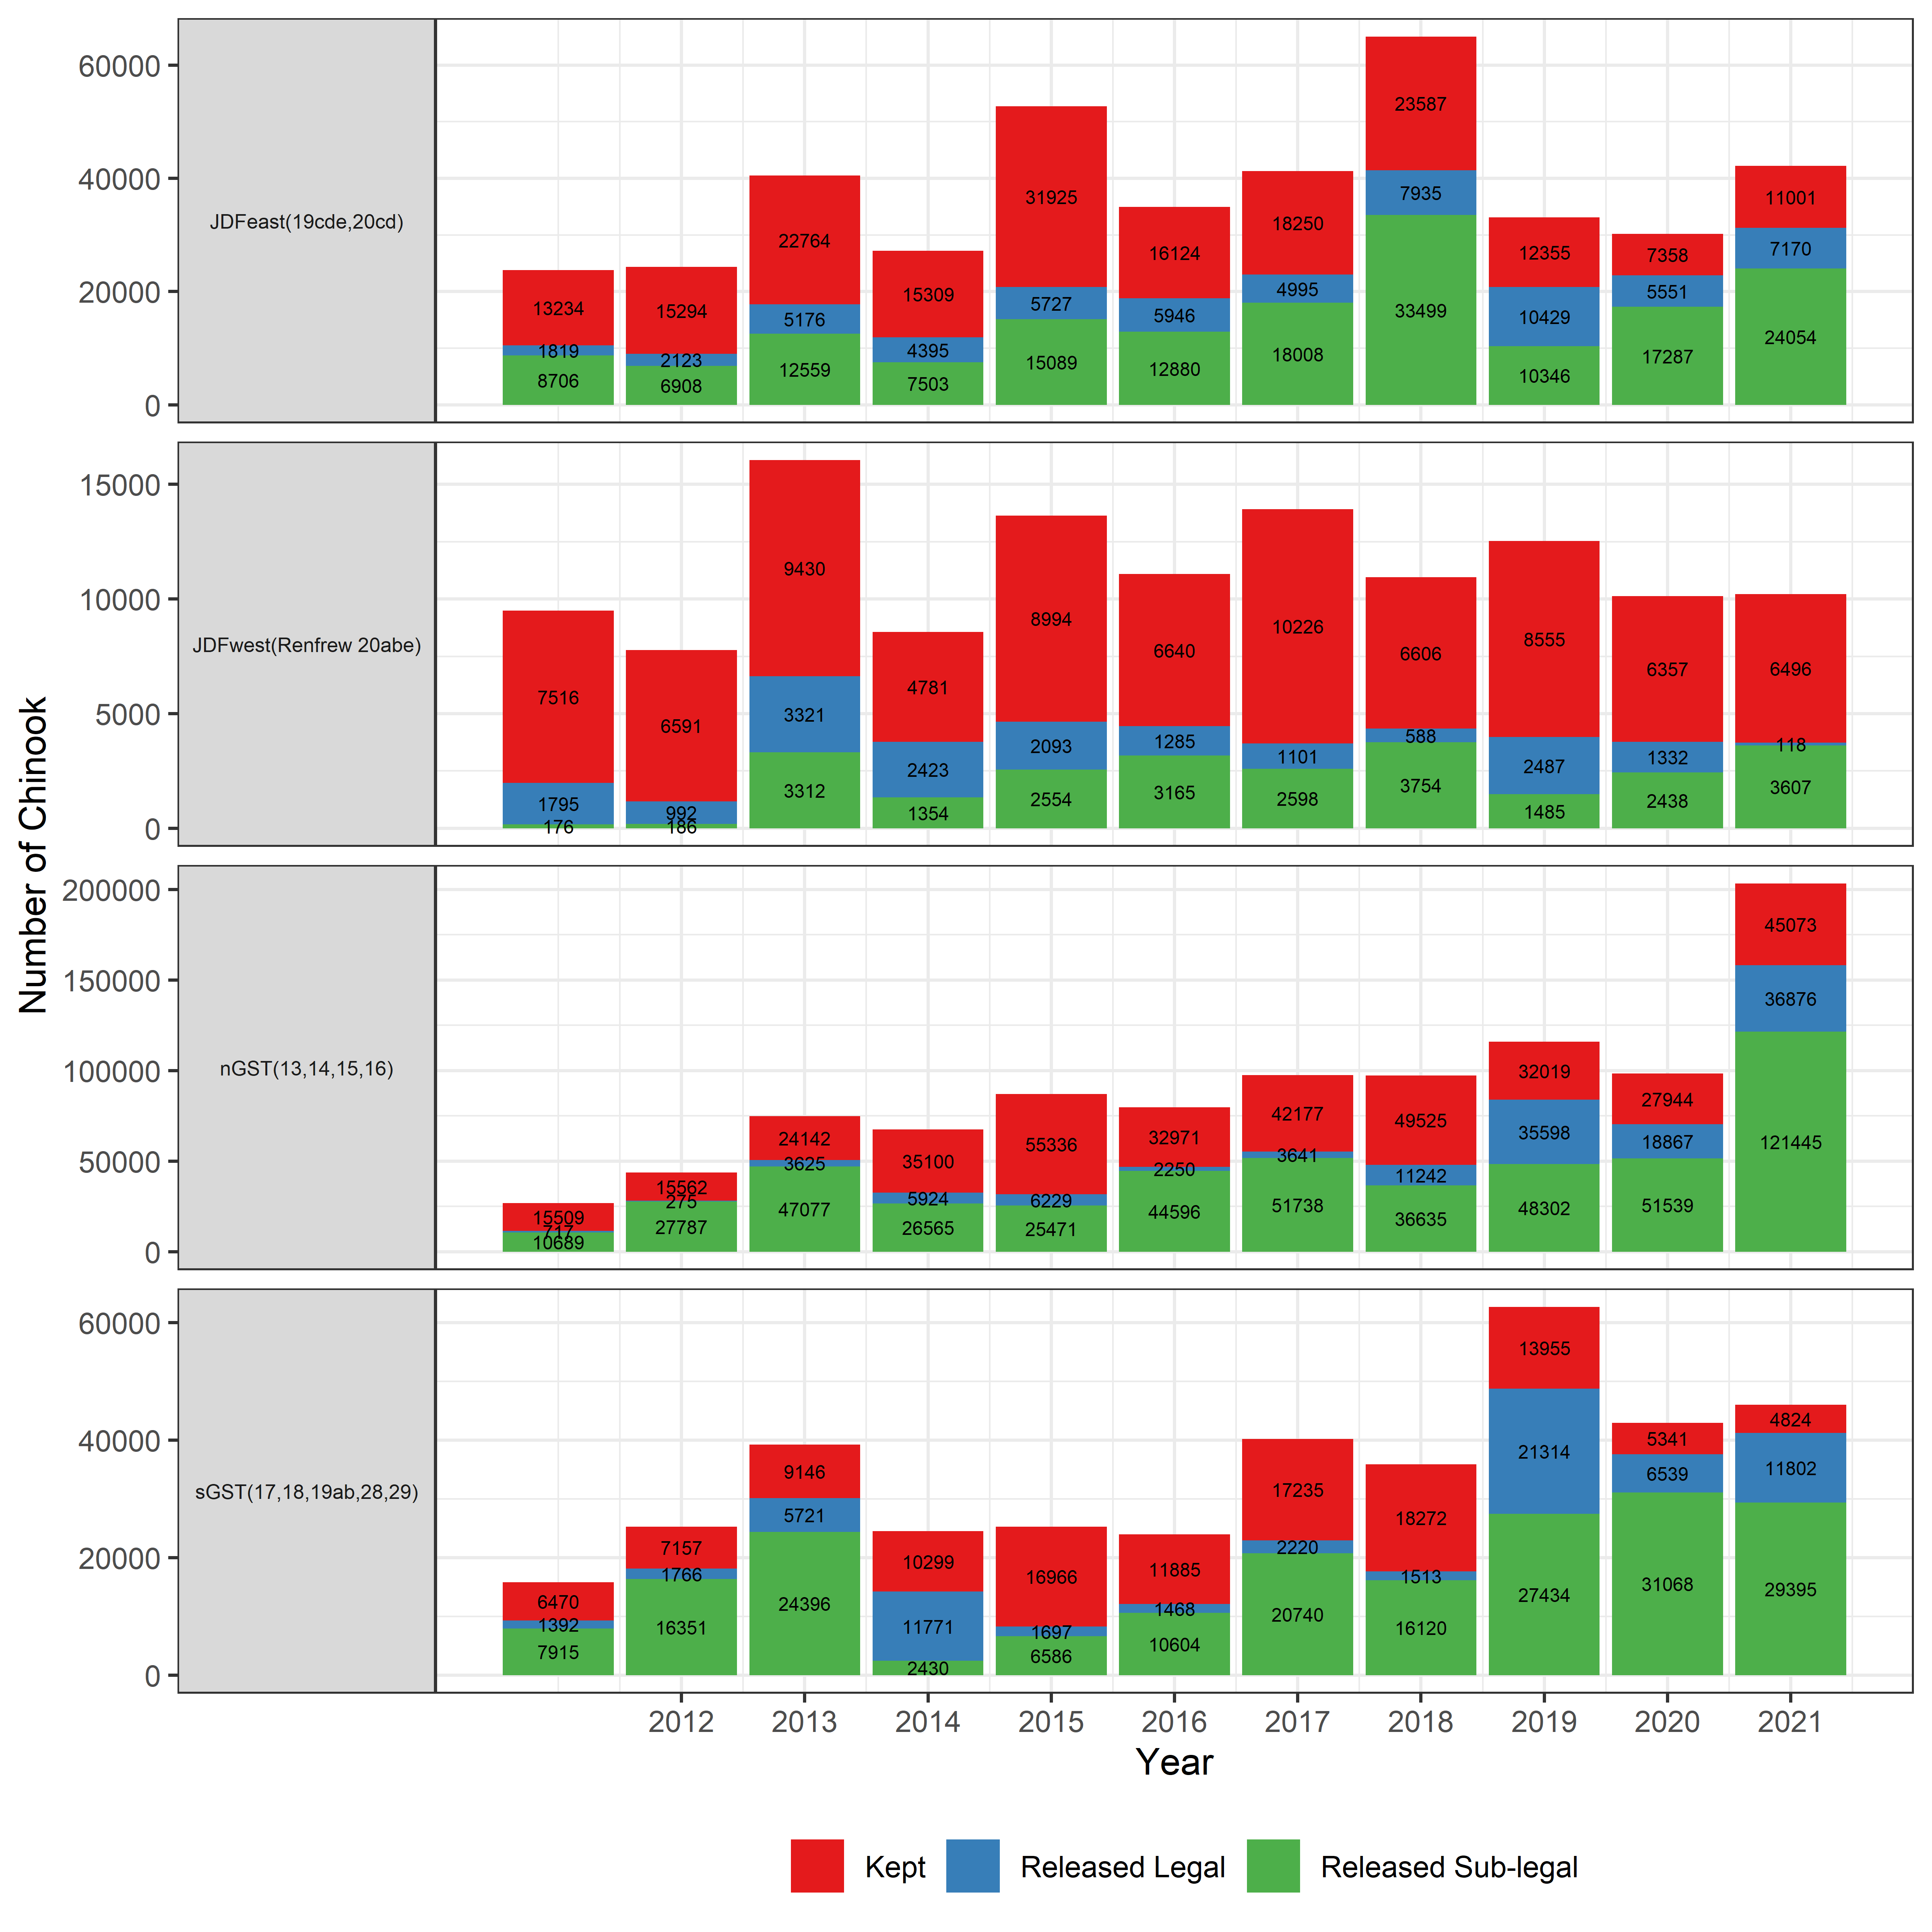 60000
40000
20000
0
JDFeast(19cde,20cd)
13234 15294 22764 15309 31925 16124 18250 23587 12355 7358 11001
1819 2123 5176 4395 5727 5946 4995 7935 10429 5551 7170
8706 6908 12559 7503 15089 12880 18008 33499 10346 17287 24054
15000
10000
5000
0
JDFwest(Renfrew 20abe)
7516 6591 9430 4781 8994 6640 10226 6606 8555 6357 6496
1795 992 3321 2423 2093 1285 1101 588 2487 1332 118
176 186 3312 1354 2554 3165 2598 3754 1485 2438 3607
Number of Chinook
200000
150000
100000
50000
0
nGST(13,14,15,16)
15509 15562 24142 35100 55336 32971 42177 49525 32019 27944 45073
717 275 3625 5924 6229 2250 3641 11242 35598 18867 36876
10689 27787 47077 26565 25471 44596 51738 36635 48302 51539 121445
60000
40000
20000
0
sGST(17,18,19ab,28,29)
6470 7157 9146 10299 16966 11885 17235 18272 13955 5341 4824
1392 1766 5721 11771 1697 1468 2220 1513 21314 6539 11802
7915 16351 24396 2430 6586 10604 20740 16120 27434 31068 29395
2012 2013 2014 2015 2016 2017 2018 2019 2020 2021
Year
Kept Released Legal Released Sub-legal